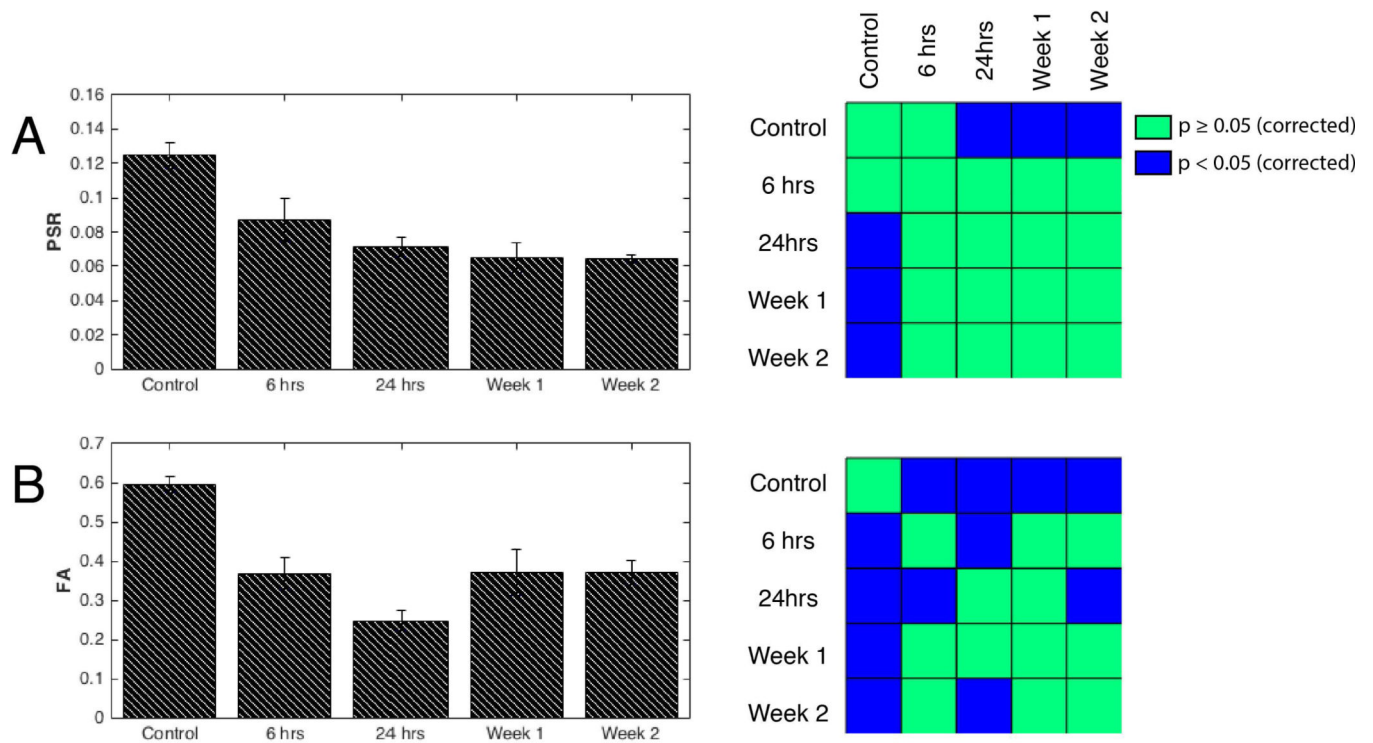 A
PSR
0.16
0.14
0.12
0.1
0.08
0.06
0.04
0.02
0
Control 6 hrs 24 hrs Week 1 Week 2
Control 6 hrs 24hrs Week 1 Week 2
Control
6 hrs
24hrs
Week 1
Week 2
p ≥ 0.05 (corrected)
p < 0.05 (corrected)
B
FA
0.7
0.6
0.5
0.4
0.3
0.2
0.1
0
Control 6 hrs 24 hrs Week 1 Week 2
Control
6 hrs
24hrs
Week 1
Week 2